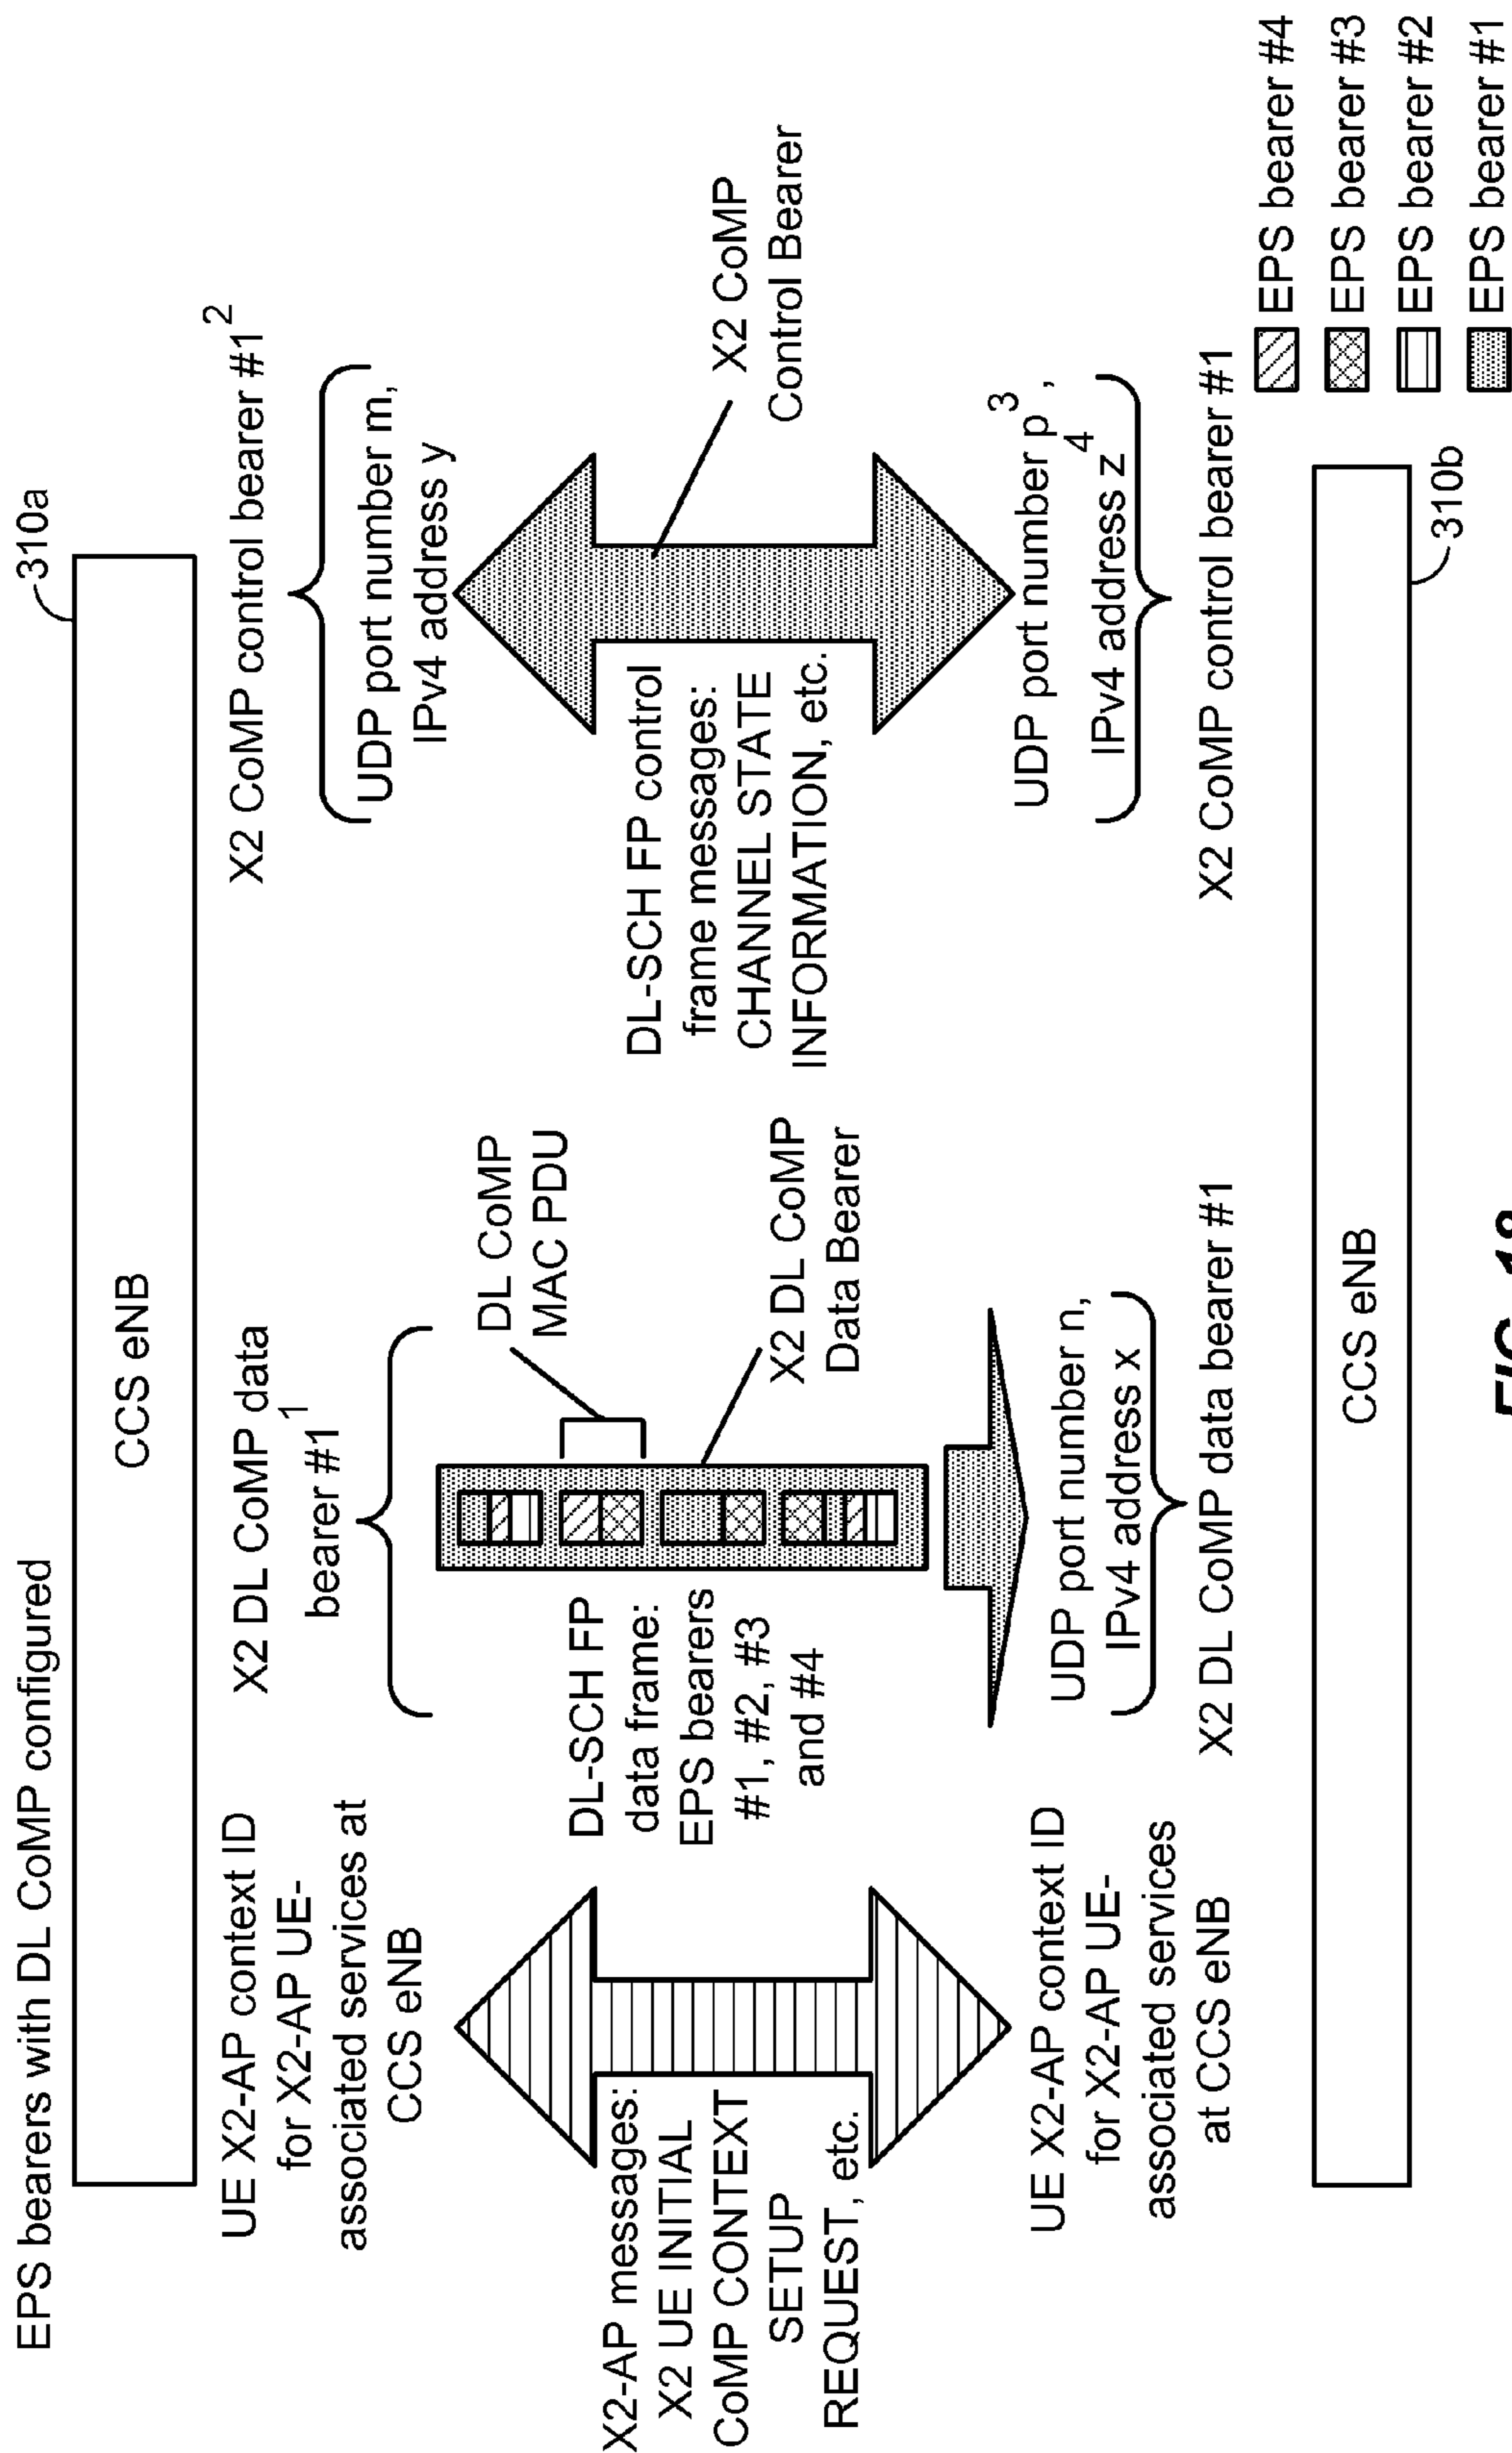 EPS bearers with DL CoMP configured
310a
CCS eNB
UE X2-AP context ID
for X2-AP UE-
associated services at
CCS eNB
X2 DL CoMP data
bearer #1 1
X2 CoMP control bearer #1 2
UDP port number m,
IPv4 address y
X2-AP messages:
X2 UE INITIAL
CoMP CONTEXT
SETUP
REQUEST, etc.
DL-SCH FP
data frame:
EPS bearers
#1, #2, #3
and #4
DL CoMP
MAC PDU
X2 DL CoMP
Data Bearer
DL-SCH FP control
frame messages:
CHANNEL STATE
INFORMATION, etc.
X2 CoMP
Control Bearer
UE X2-AP context ID
for X2-AP UE-
associated services
at CCS eNB
UDP port number n,
IPv4 address x
X2 DL CoMP data bearer #1
UDP port number p 3 ,
IPv4 address z 4
X2 CoMP control bearer #1
CCS eNB
310b
EPS bearer #4
EPS bearer #3
EPS bearer #2
EPS bearer #1